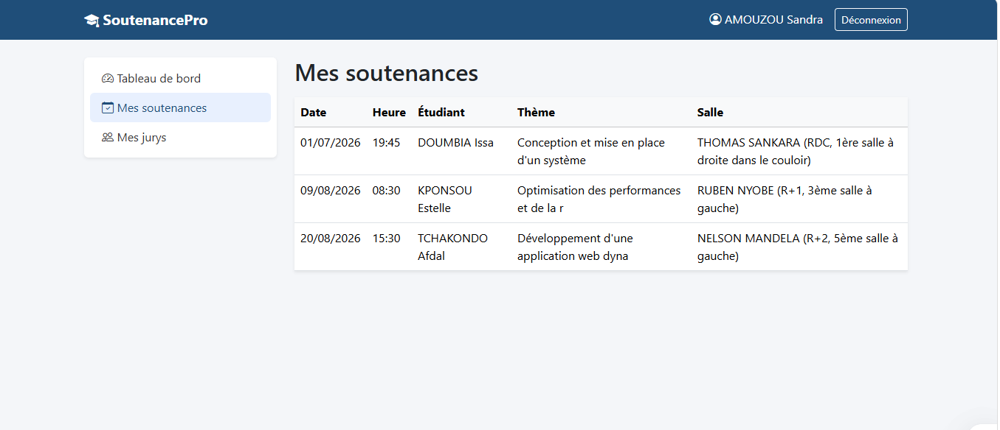 SoutenancePro
AMOUZOU Sandra
Déconnexion
Tableau de bord
Mes soutenances
Mes jurys
Mes soutenances
Date Heure Étudiant Thème Salle
01/07/2026 19:45 DOUMBIA Issa Conception et mise en place THOMAS SANKARA (RDC, 1ère salle à
d'un système droite dans le couloir)
09/08/2026 08:30 KPONSOU Optimisation des performances RUBEN NYOBE (R+1, 3ème salle à
Estelle et de la r gauche)
20/08/2026 15:30 TCHAKONDO Développement d'une NELSON MANDELA (R+2, 5ème salle à
Afdal application web dyna gauche)